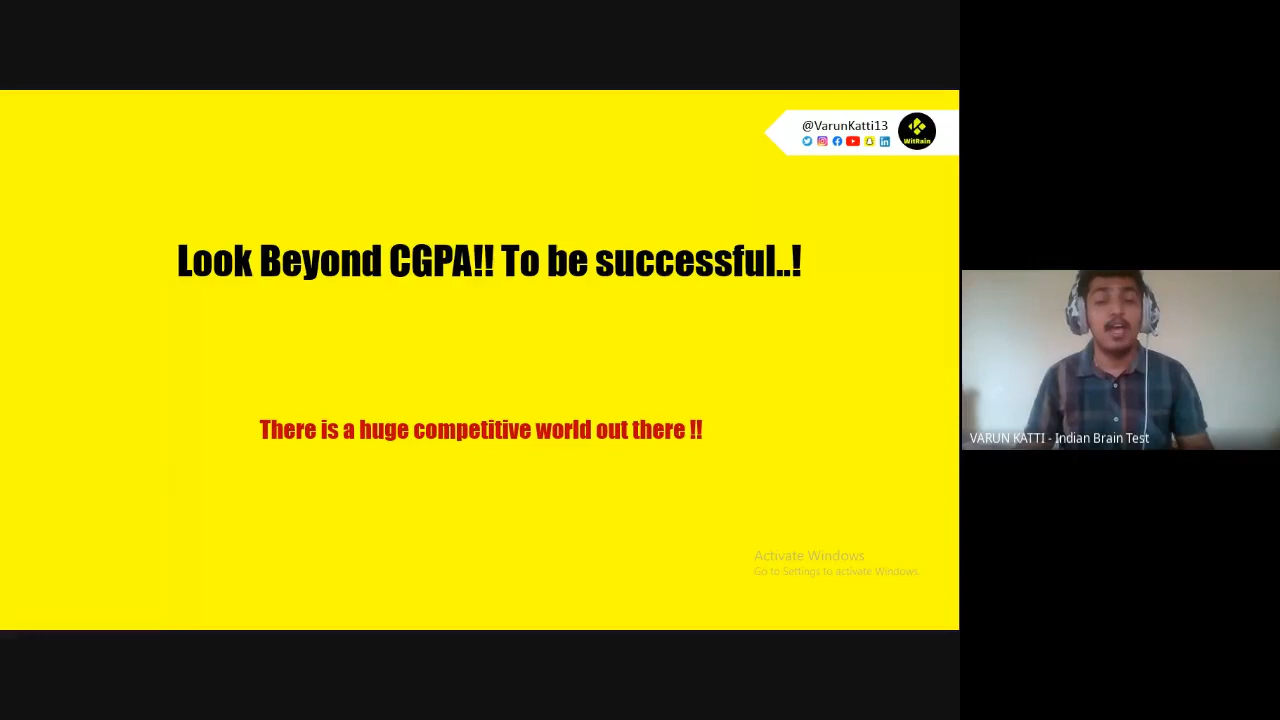 @VarunKatti13
WitRain
Look Beyond CGPA!! To be successful..!
There is a huge competitive world out there !!
Activate Windows
Go to Settings to activate Windows.
VARUN KATTI - Indian Brain Test